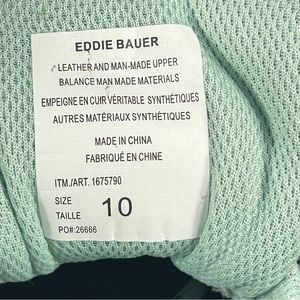 EDDIE BAUER
LEATHER AND MAN-MADE UPPER
BALANCE MAN MADE MATERIALS
EMPEIGNE EN CUIR VÉRITABLE SYNTHÉTIQUES
AUTRES MATÉRIAUX SYNTHÉTIQUES
MADE IN CHINA
FABRIQUÉ EN CHINE
ITM./ART. 1675790
SIZE
TAILLE 10
PO#:26666